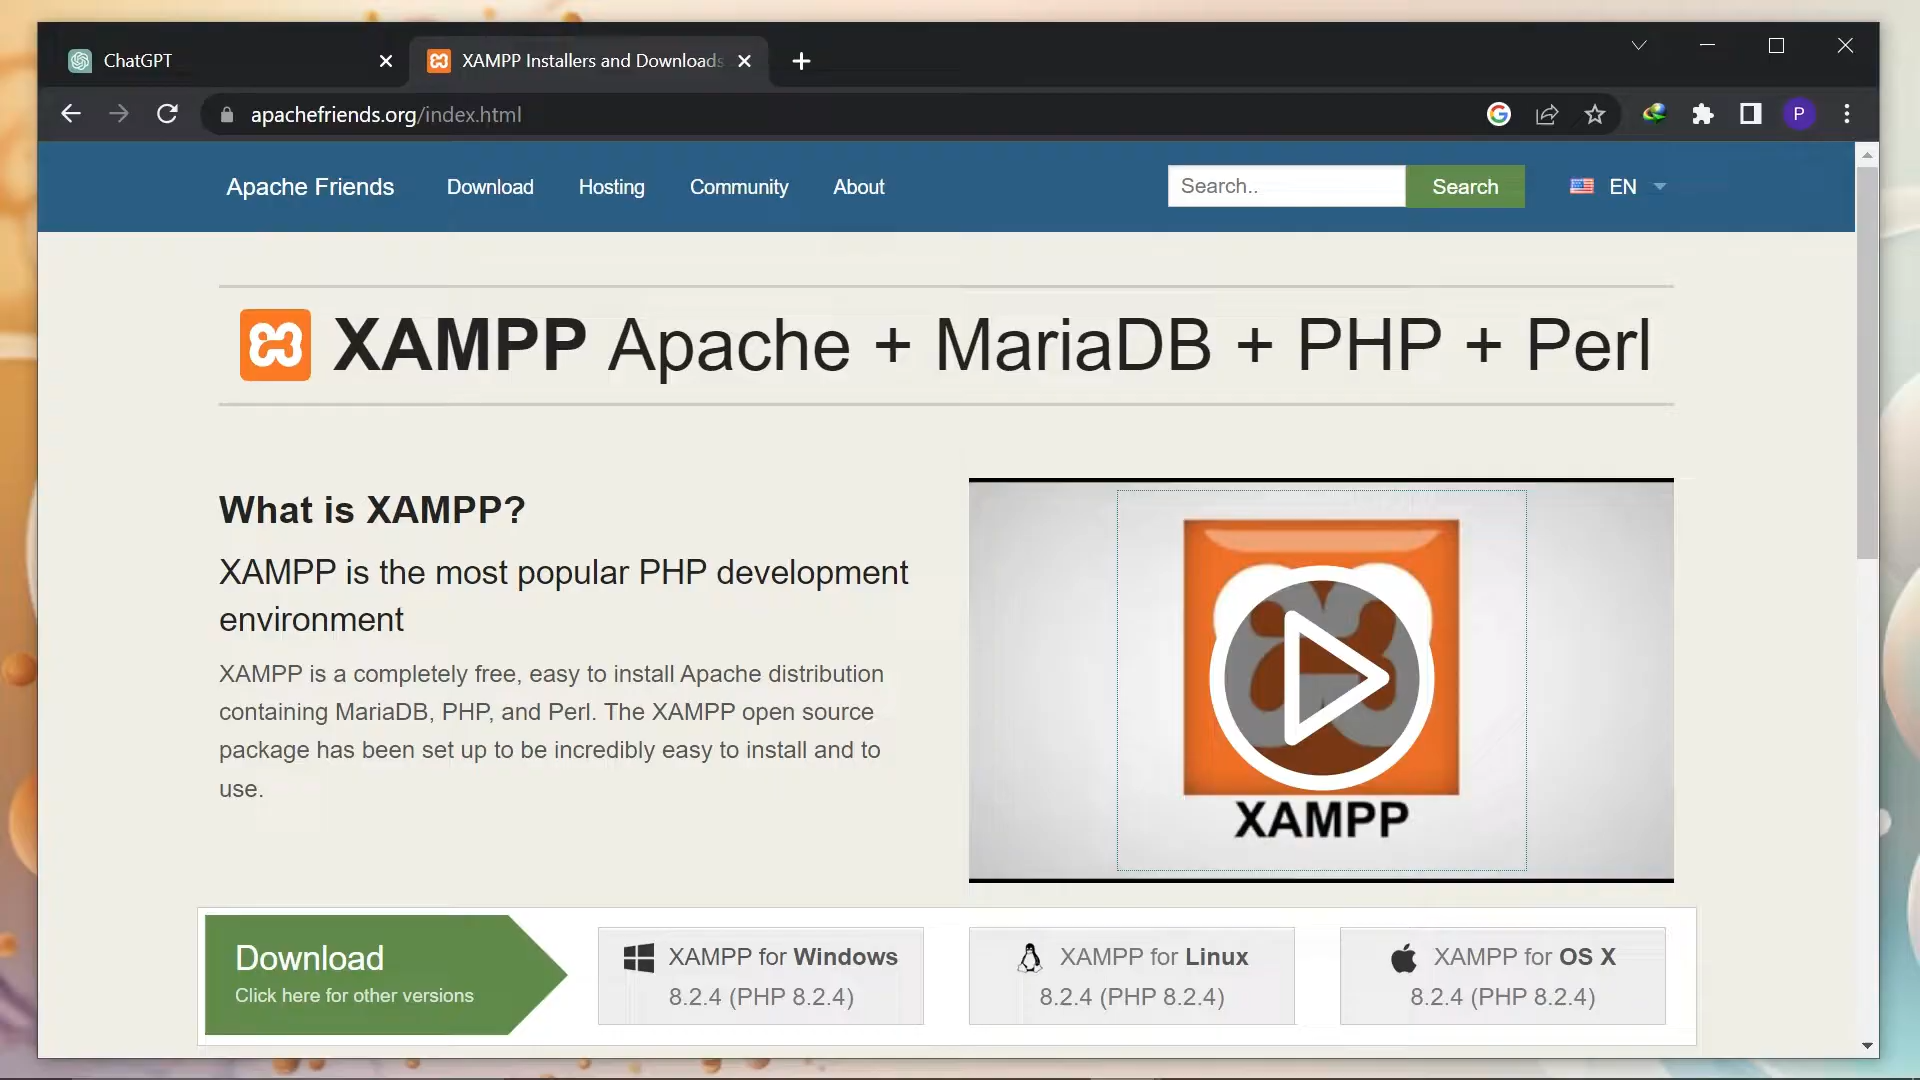 ChatGPT
XAMPP Installers and Downloads
apachefriends.org/index.html
P
Apache Friends
Download
Hosting
Community
About
Search..
Search
EN
XAMPP Apache + MariaDB + PHP + Perl
What is XAMPP?
XAMPP is the most popular PHP development
environment
XAMPP is a completely free, easy to install Apache distribution
containing MariaDB, PHP, and Perl. The XAMPP open source
package has been set up to be incredibly easy to install and to
use.
XAMPP
Download
Click here for other versions
XAMPP for Windows
8.2.4 (PHP 8.2.4)
XAMPP for Linux
8.2.4 (PHP 8.2.4)
XAMPP for OS X
8.2.4 (PHP 8.2.4)